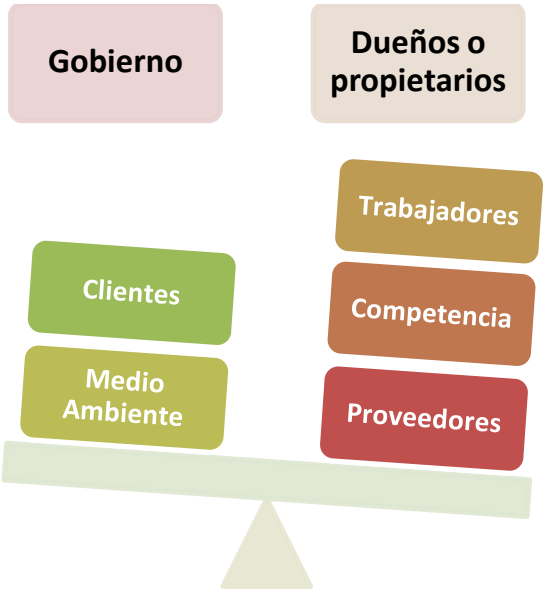 Gobierno
Dueños o
propietarios
Trabajadores
Clientes
Competencia
Medio
Ambiente
Proveedores